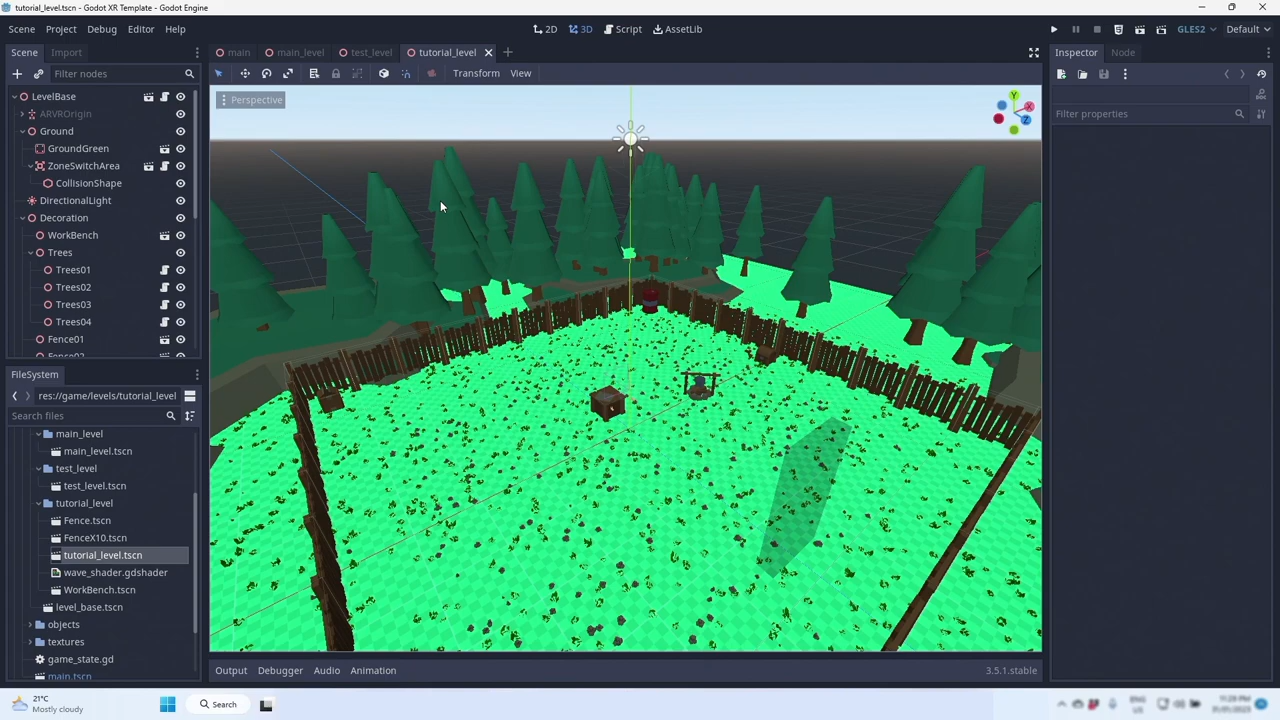 tutorial_level.tscn - Godot XR Template - Godot Engine
Scene Project Debug Editor Help
2D 3D Script AssetLib
GLES2 Default
Scene Import
main main_level test_level tutorial_level
Inspector Node
Filter nodes
Transform View
Perspective
Y X Z
Filter properties
LevelBase
ARVROrigin
Ground
GroundGreen
ZoneSwitchArea
CollisionShape
DirectionalLight
Decoration
WorkBench
Trees
Trees01
Trees02
Trees03
Trees04
Fence01
FileSystem
res://game/levels/tutorial_level
Search files
main_level
main_level.tscn
test_level
test_level.tscn
tutorial_level
Fence.tscn
FenceX10.tscn
tutorial_level.tscn
wave_shader.gdshader
WorkBench.tscn
level_base.tscn
objects
textures
game_state.gd
main.tscn
Output Debugger Audio Animation
3.5.1.stable
21°C
Mostly cloudy
Search